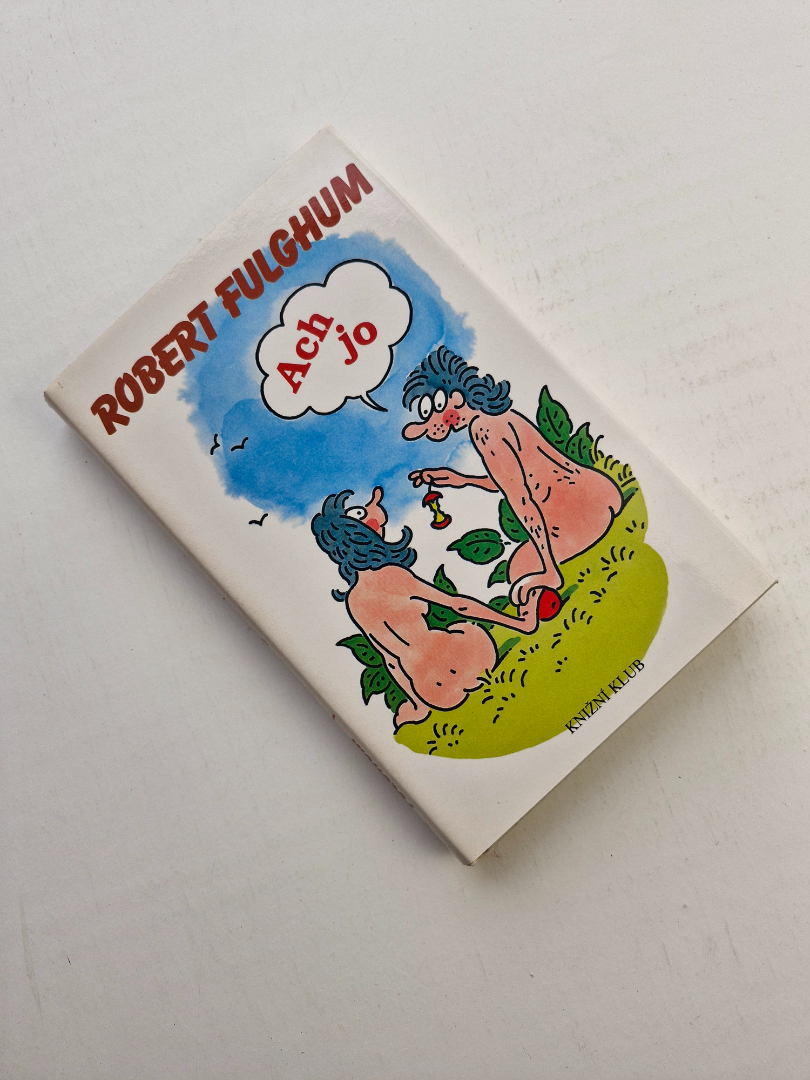 ROBERT FULGHUM
Ach
jo
KNIŽNÍ KLUB